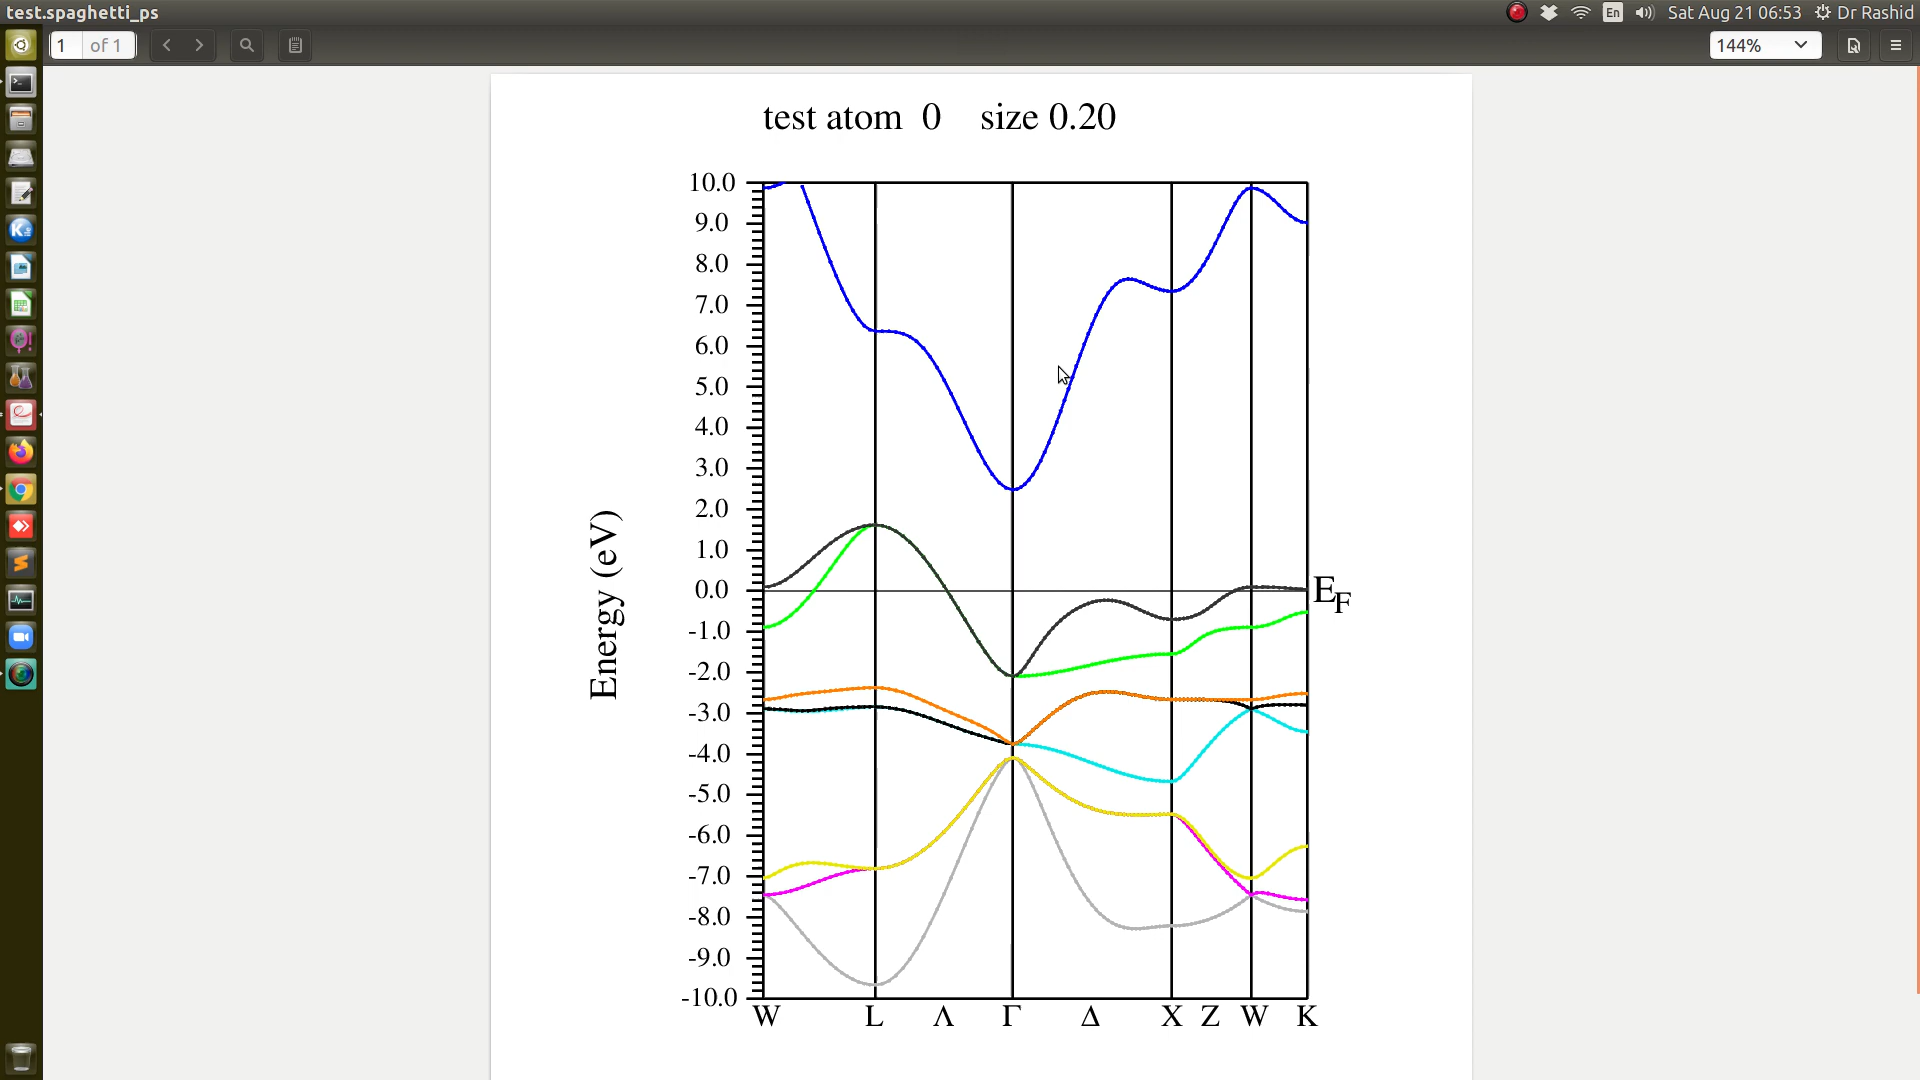 test.spaghetti_ps
En
Sat Aug 21 06:53
Dr Rashid
1 of 1
144%
test atom 0 size 0.20
10.0
9.0
8.0
7.0
6.0
5.0
4.0
3.0
2.0
1.0
0.0
-1.0
-2.0
-3.0
-4.0
-5.0
-6.0
-7.0
-8.0
-9.0
-10.0
Energy (eV)
EF
W L Λ Γ Δ X Z W K